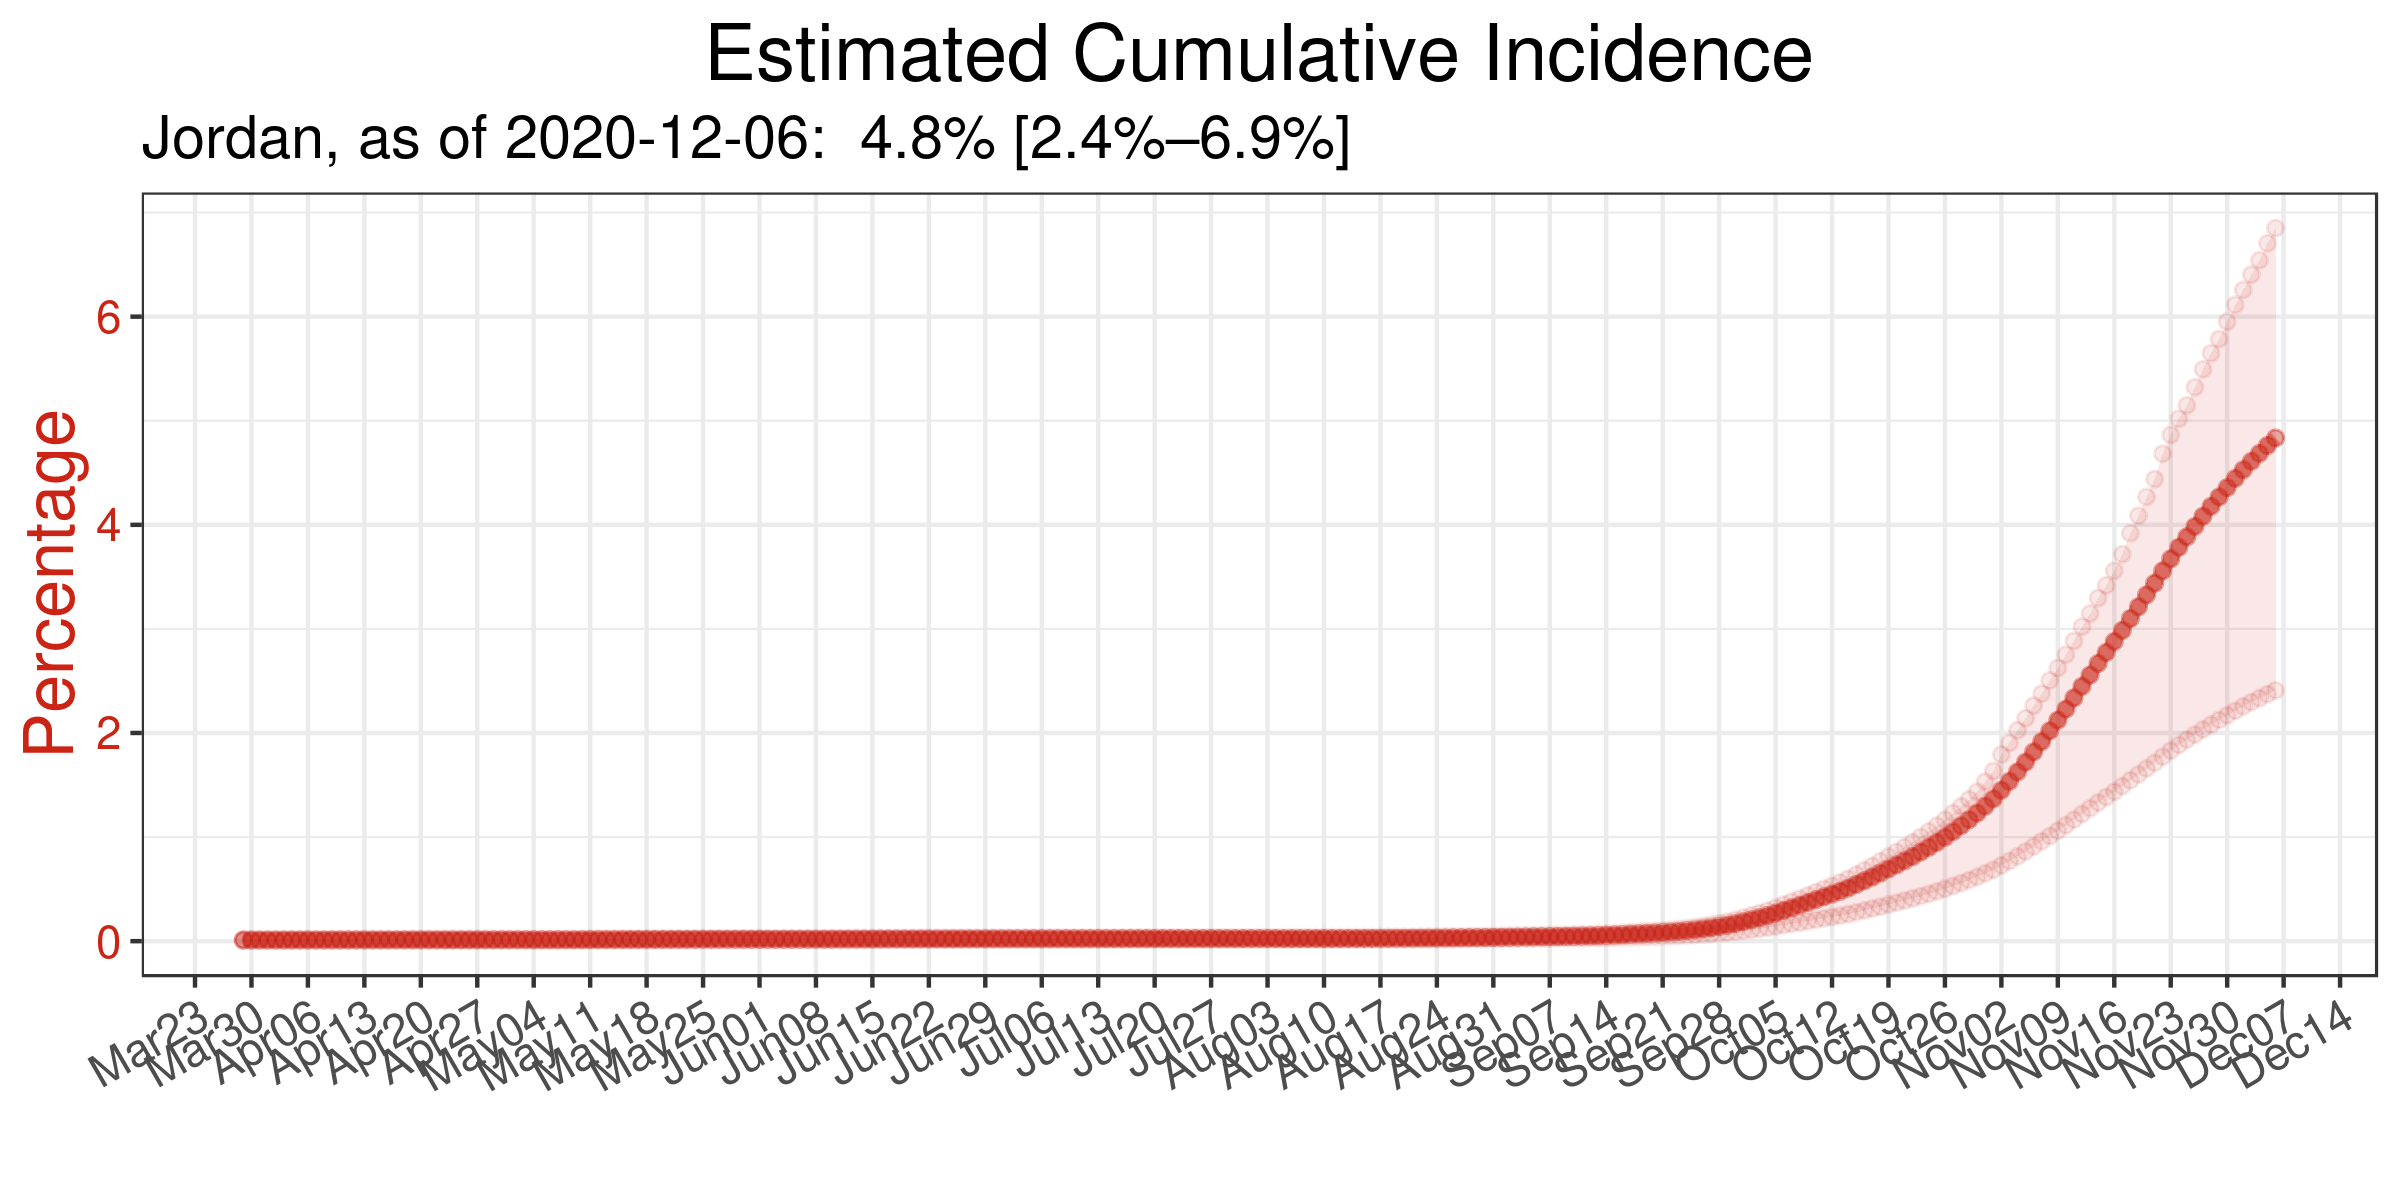 Estimated Cumulative Incidence
Jordan, as of 2020-12-06:  4.8% [2.4%–6.9%]
Percentage
6
4
2
0
Mar23
Mar30
Apr06
Apr13
Apr20
Apr27
May04
May11
May18
May25
Jun01
Jun08
Jun15
Jun22
Jun29
Jul06
Jul13
Jul20
Jul27
Aug03
Aug10
Aug17
Aug24
Aug31
Sep07
Sep14
Sep21
Sep28
Oct05
Oct12
Oct19
Oct26
Nov02
Nov09
Nov16
Nov23
Nov30
Dec07
Dec14